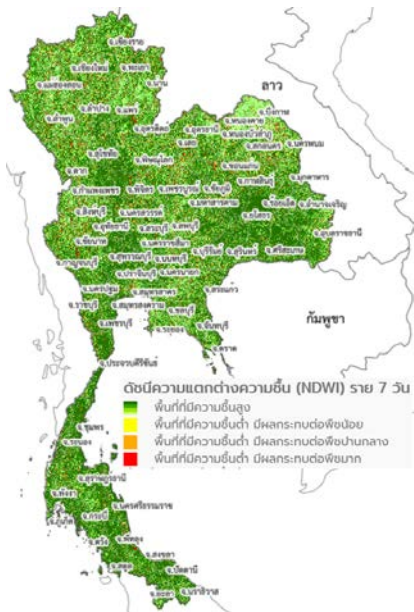 จ.เชียงราย
จ.เชียงใหม่
จ.พะเยา
จ.แม่ฮ่องสอน
จ.น่าน
ลาว
จ.ลำปาง
จ.แพร่
จ.บึงกาฬ
จ.ลำพูน
จ.อุตรดิตถ์
จ.อุดรธานี
จ.หนองคาย
จ.หนองบัวลำภู
จ.เลย
จ.สกลนคร
จ.นครพนม
จ.สุโขทัย
จ.พิษณุโลก
จ.ขอนแก่น
จ.ตาก
จ.กาฬสินธุ์
จ.มุกดาหาร
จ.กำแพงเพชร
จ.พิจิตร
จ.เพชรบูรณ์
จ.ชัยภูมิ
จ.มหาสารคาม
จ.ร้อยเอ็ด
จ.อำนาจเจริญ
จ.สิงห์บุรี
จ.นครสวรรค์
จ.ยโสธร
จ.อุทัยธานี
จ.สระบุรี
จ.ลพบุรี
จ.อุบลราชธานี
จ.ชัยนาท
จ.นครราชสีมา
จ.บุรีรัมย์
จ.สุรินทร์
จ.ศรีสะเกษ
จ.กาญจนบุรี
จ.สุพรรณบุรี
จ.นนทบุรี
จ.ปราจีนบุรี
จ.นครนายก
จ.นครปฐม
จ.สมุทรสาคร
จ.สระแก้ว
จ.ราชบุรี
จ.สมุทรสงคราม
จ.ชลบุรี
กัมพูชา
จ.เพชรบุรี
จ.ระยอง
จ.จันทบุรี
จ.ตราด
จ.ประจวบคีรีขันธ์
ดัชนีความแตกต่างความชื้น (NDWI) ราย 7 วัน
พื้นที่ที่มีความชื้นสูง
พื้นที่ที่มีความชื้นต่ำ มีผลกระทบต่อพืชน้อย
พื้นที่ที่มีความชื้นต่ำ มีผลกระทบต่อพืชปานกลาง
พื้นที่ที่มีความชื้นต่ำ มีผลกระทบต่อพืชมาก
จ.ชุมพร
จ.ระนอง
จ.สุราษฎร์ธานี
จ.พังงา
จ.นครศรีธรรมราช
จ.ภูเก็ต
จ.กระบี่
จ.ตรัง
จ.พัทลุง
จ.สงขลา
จ.สตูล
จ.ปัตตานี
จ.ยะลา
จ.นราธิวาส